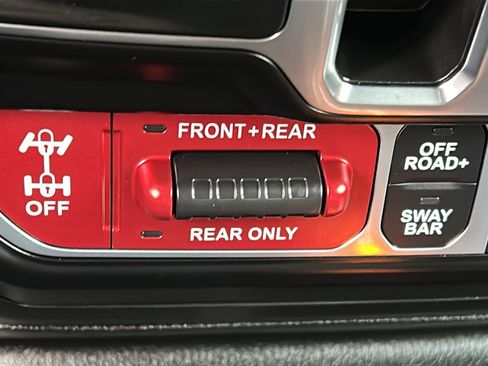 FRONT+REAR
OFF
REAR ONLY
OFF
ROAD+
SWAY
BAR